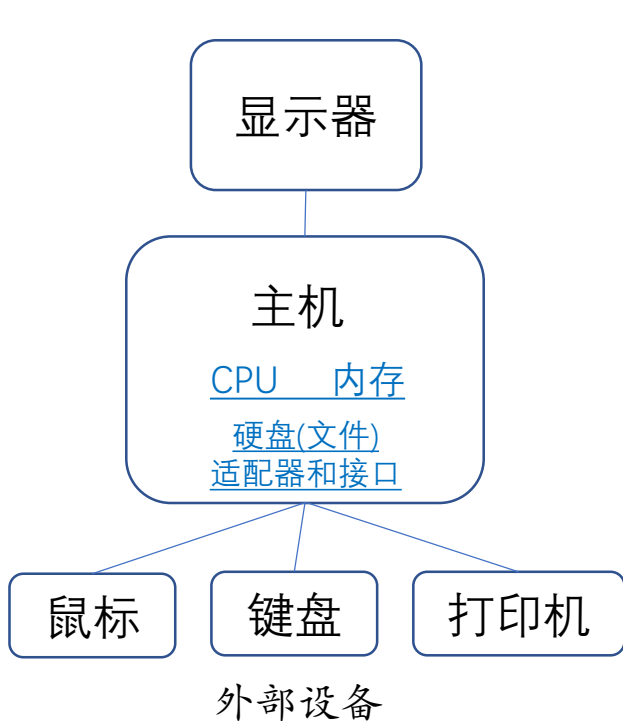 显示器
主机
CPU 内存
硬盘(文件)
适配器和接口
鼠标 键盘 打印机
外部设备